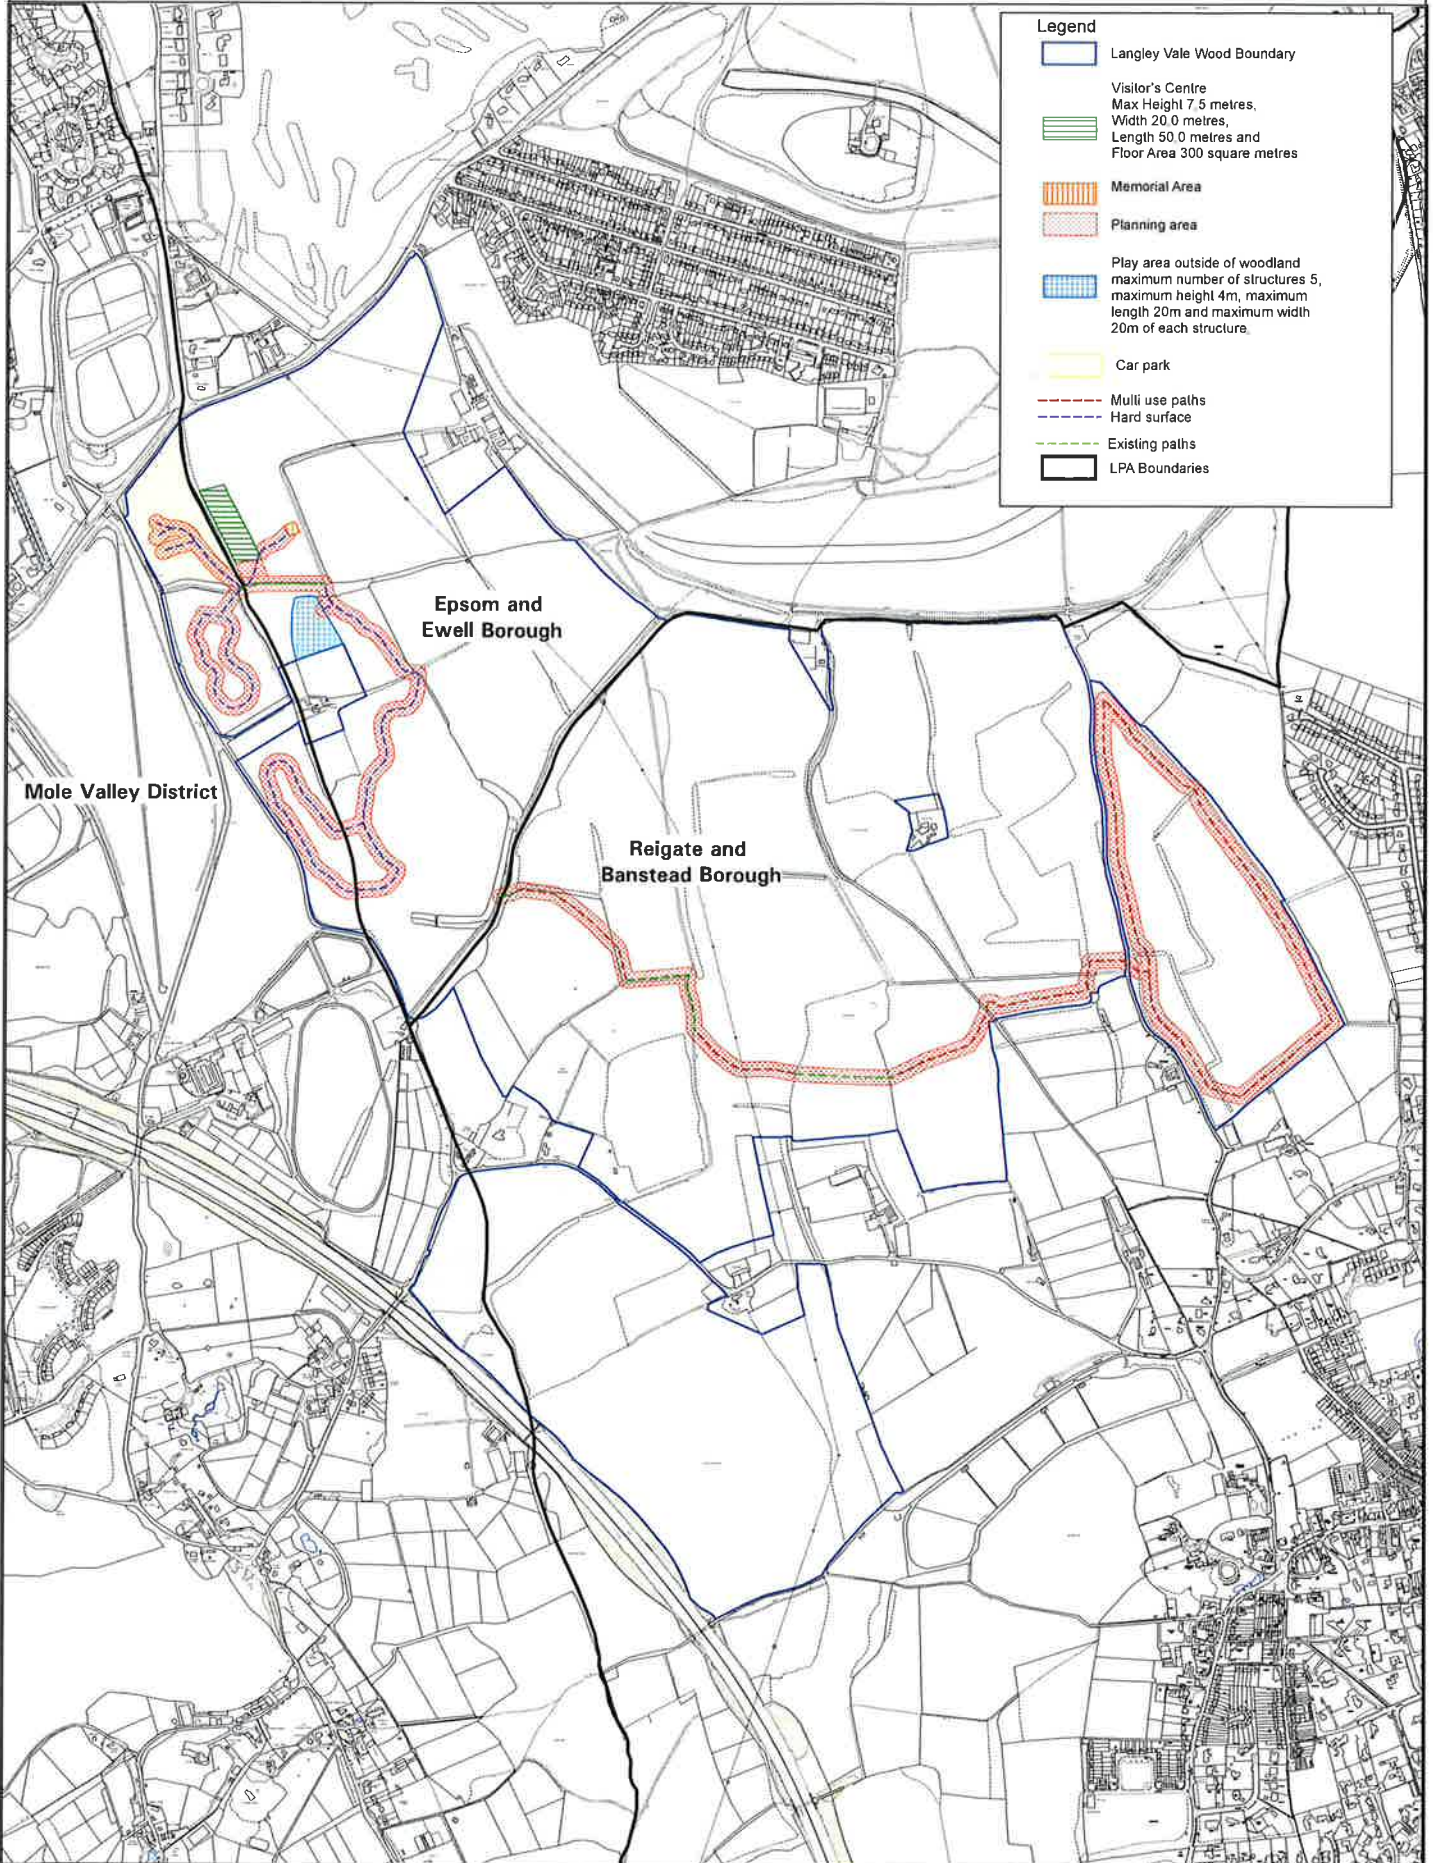 Legend
Langley Vale Wood Boundary
Visitor's Centre
Max Height 7.5 metres,
Width 20.0 metres,
Length 50.0 metres and
Floor Area 300 square metres
Memorial Area
Planning area
Play area outside of woodland
maximum number of structures 5,
maximum height 4m, maximum
length 20m and maximum width
20m of each structure.
Car park
Multi use paths
Hard surface
Existing paths
LPA Boundaries
Epsom and
Ewell Borough
Mole Valley District
Reigate and
Banstead Borough